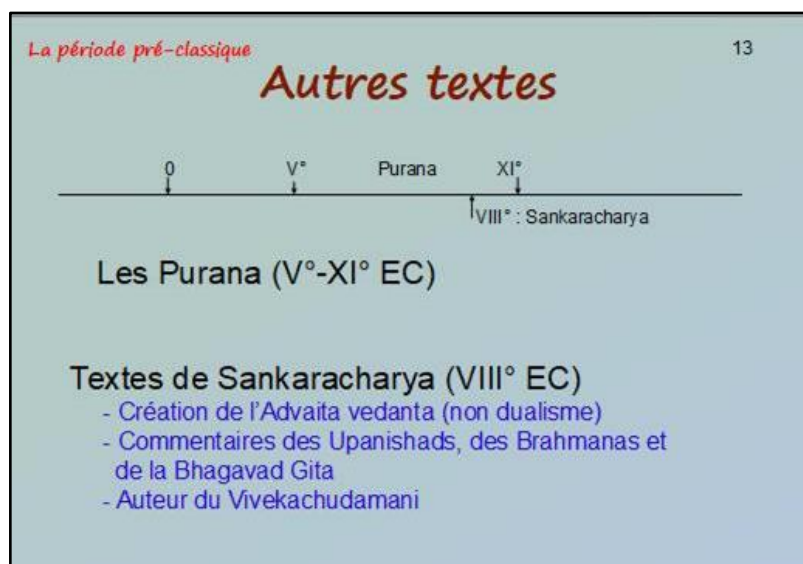 La période pré-classique
13
Autres textes
0 V° Purana XI°
VIII° : Sankaracharya
Les Purana (V°-XI° EC)
Textes de Sankaracharya (VIII° EC)
- Création de l'Advaita vedanta (non dualisme)
- Commentaires des Upanishads, des Brahmanas et
de la Bhagavad Gita
- Auteur du Vivekachudamani